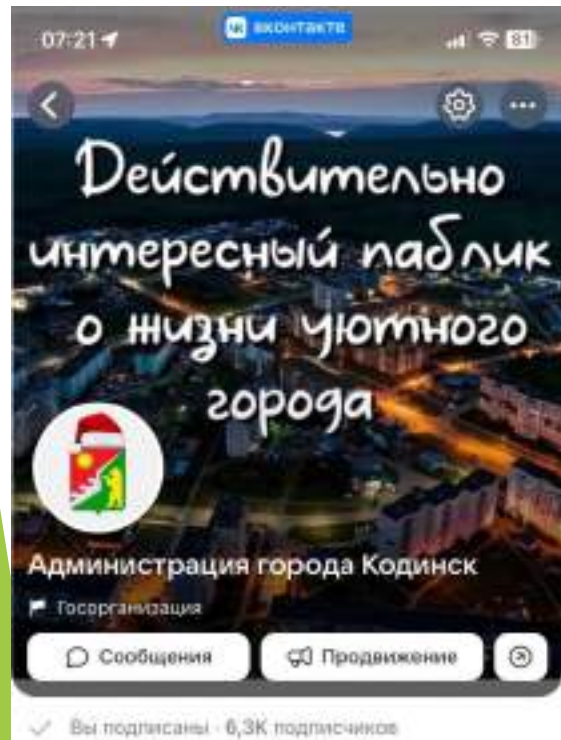 07:21
вконтакте
81
Действительно
интересный паблик
о жизни уютного
города
Администрация города Кодинск
Госорганизация
Сообщения
Продвижение
Вы подписаны · 6,3K подписчиков